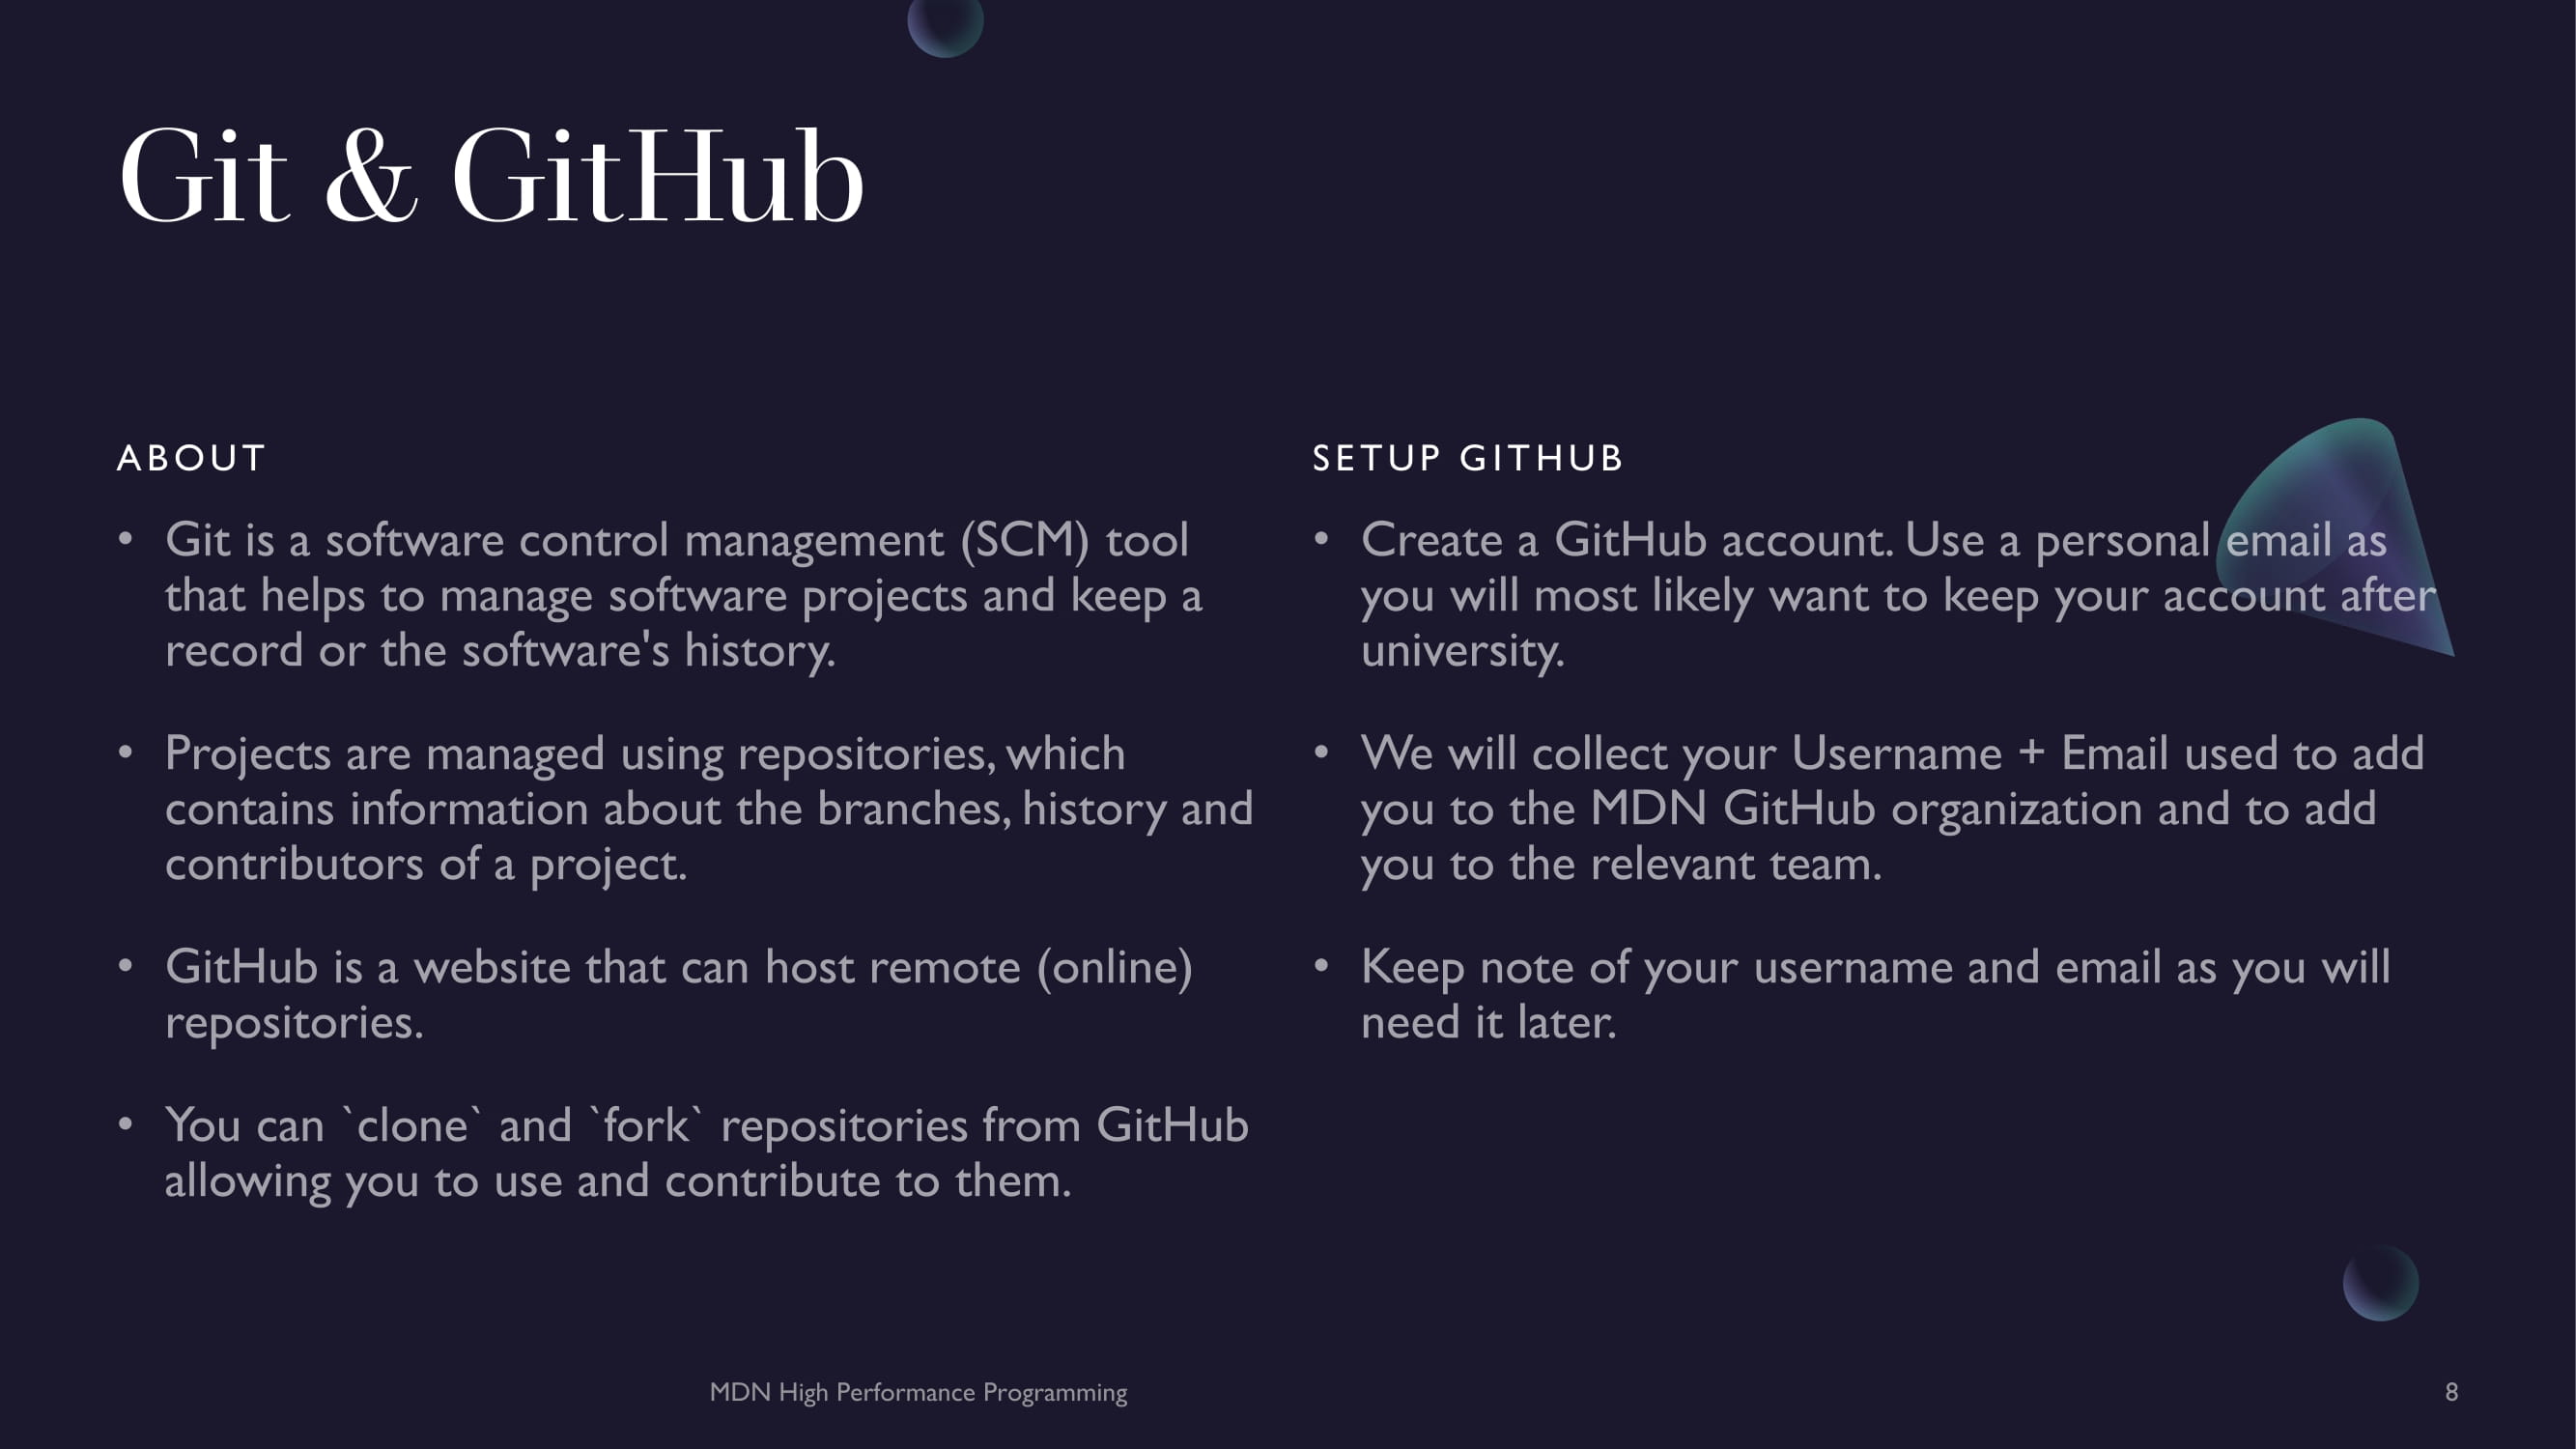 Git & GitHub
ABOUT
• Git is a software control management (SCM) tool
that helps to manage software projects and keep a
record or the software's history.
• Projects are managed using repositories, which
contains information about the branches, history and
contributors of a project.
• GitHub is a website that can host remote (online)
repositories.
• You can `clone` and `fork` repositories from GitHub
allowing you to use and contribute to them.
SETUP GITHUB
• Create a GitHub account. Use a personal email as
you will most likely want to keep your account after
university.
• We will collect your Username + Email used to add
you to the MDN GitHub organization and to add
you to the relevant team.
• Keep note of your username and email as you will
need it later.
MDN High Performance Programming
8